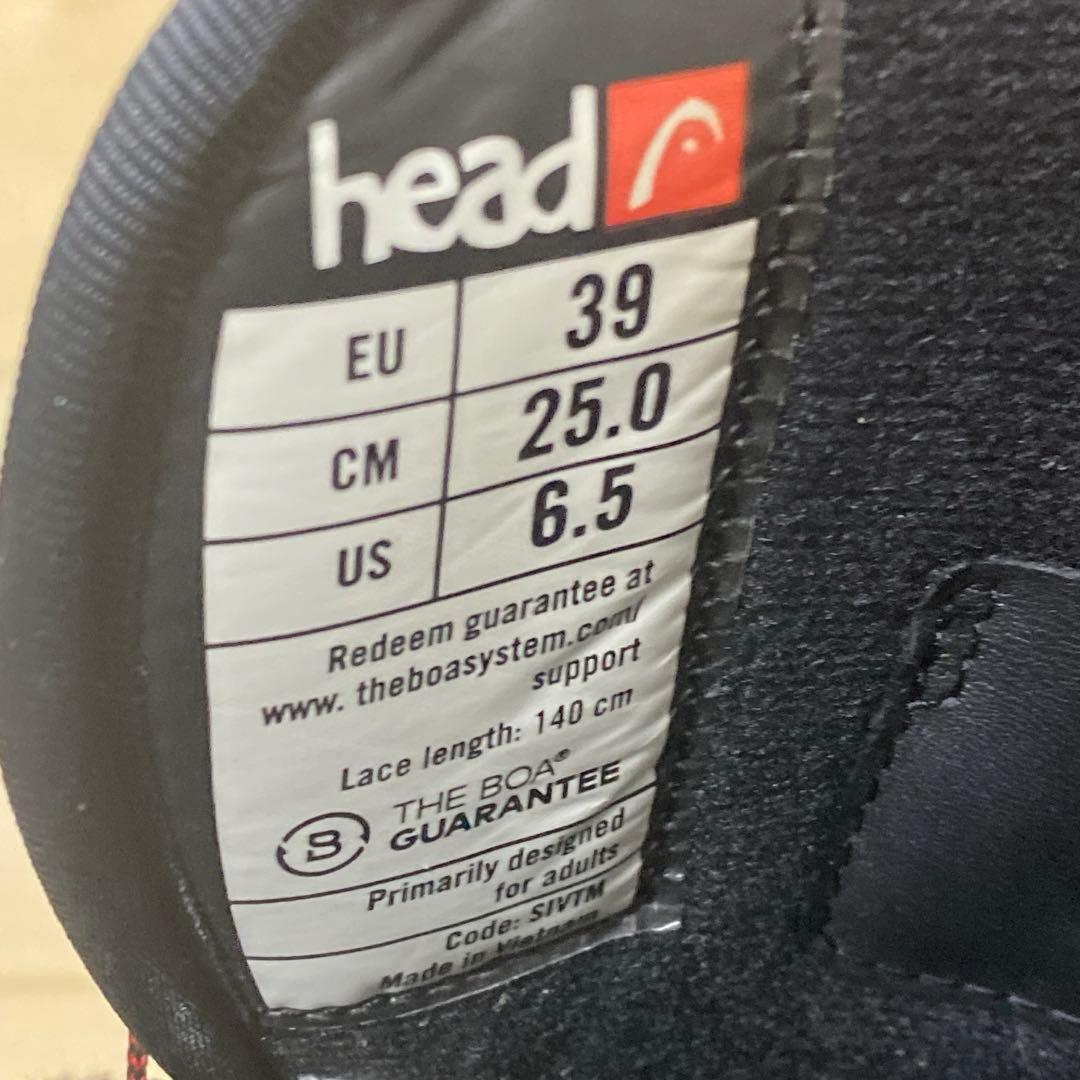 head
EU 39
CM 25.0
US 6.5
Redeem guarantee at
www. theboasystem.com/
support
Lace length: 140 cm
B THE BOA®
GUARANTEE
Primarily designed
for adults
Code: SIVTM
Made in Vietnam